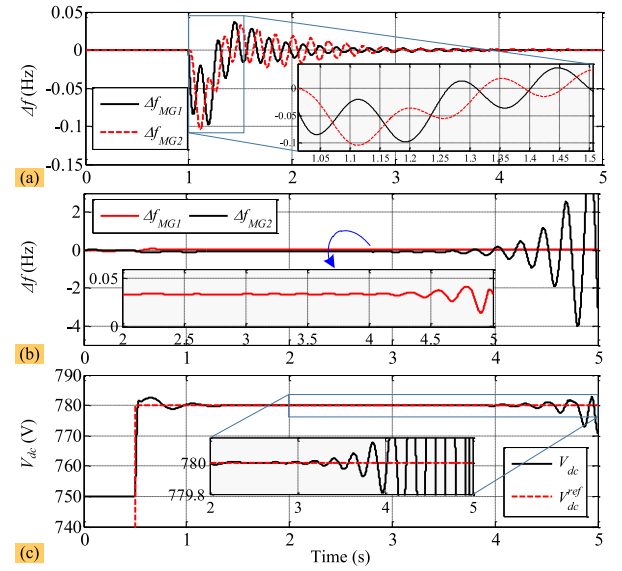 0.05
0
-0.05
-0.1
-0.15
Δf (Hz)
Δf_MG1
Δf_MG2
0
-0.05
-0.1
1.05 1.1 1.15 1.2 1.25 1.3 1.35 1.4 1.45 1.5
0 1 2 3 4 5
(a)
2
0
-2
-4
Δf (Hz)
Δf_MG1 Δf_MG2
0.05
0
2 2.5 3 3.5 4 4.5 5
0 1 2 3 4 5
(b)
790
780
770
760
750
740
V_dc (V)
2
780
779.8
2 3 4 5
V_dc
V_dc^ref
0 1 2 3 4 5
Time (s)
(c)